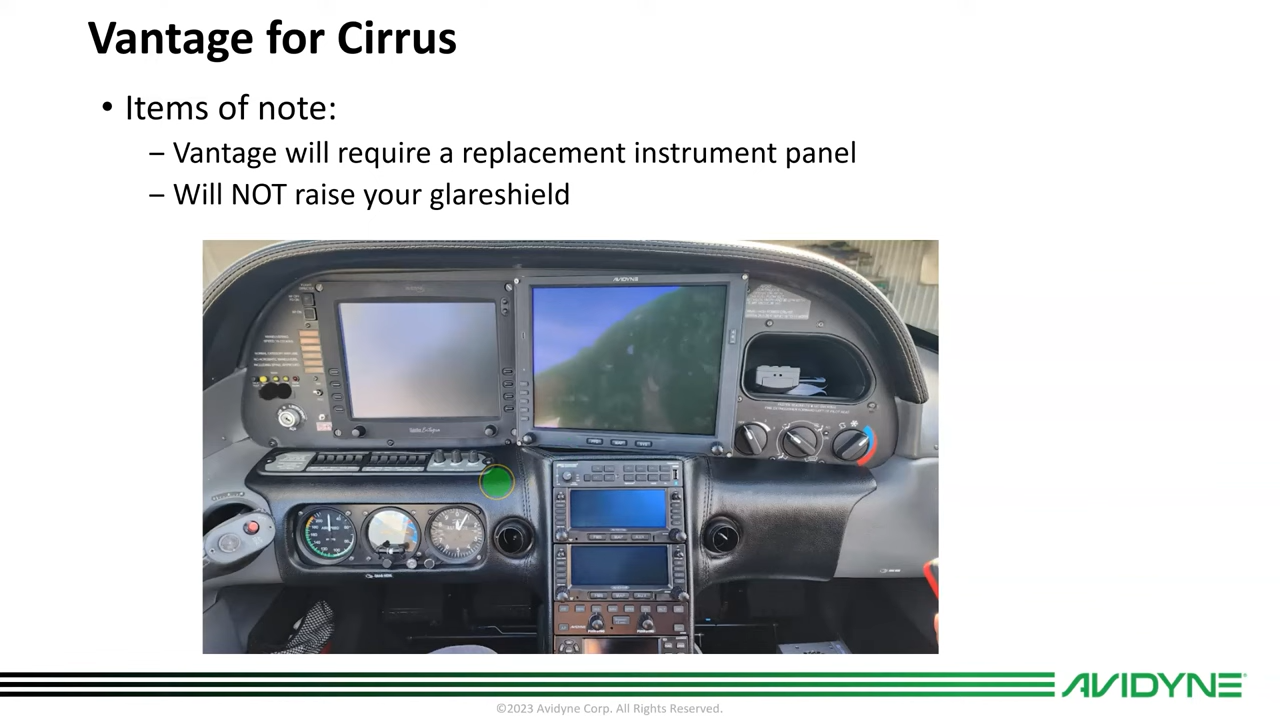 Vantage for Cirrus
• Items of note:
– Vantage will require a replacement instrument panel
– Will NOT raise your glareshield
AVIDYNE
AVIDYNE
©2023 Avidyne Corp. All Rights Reserved.